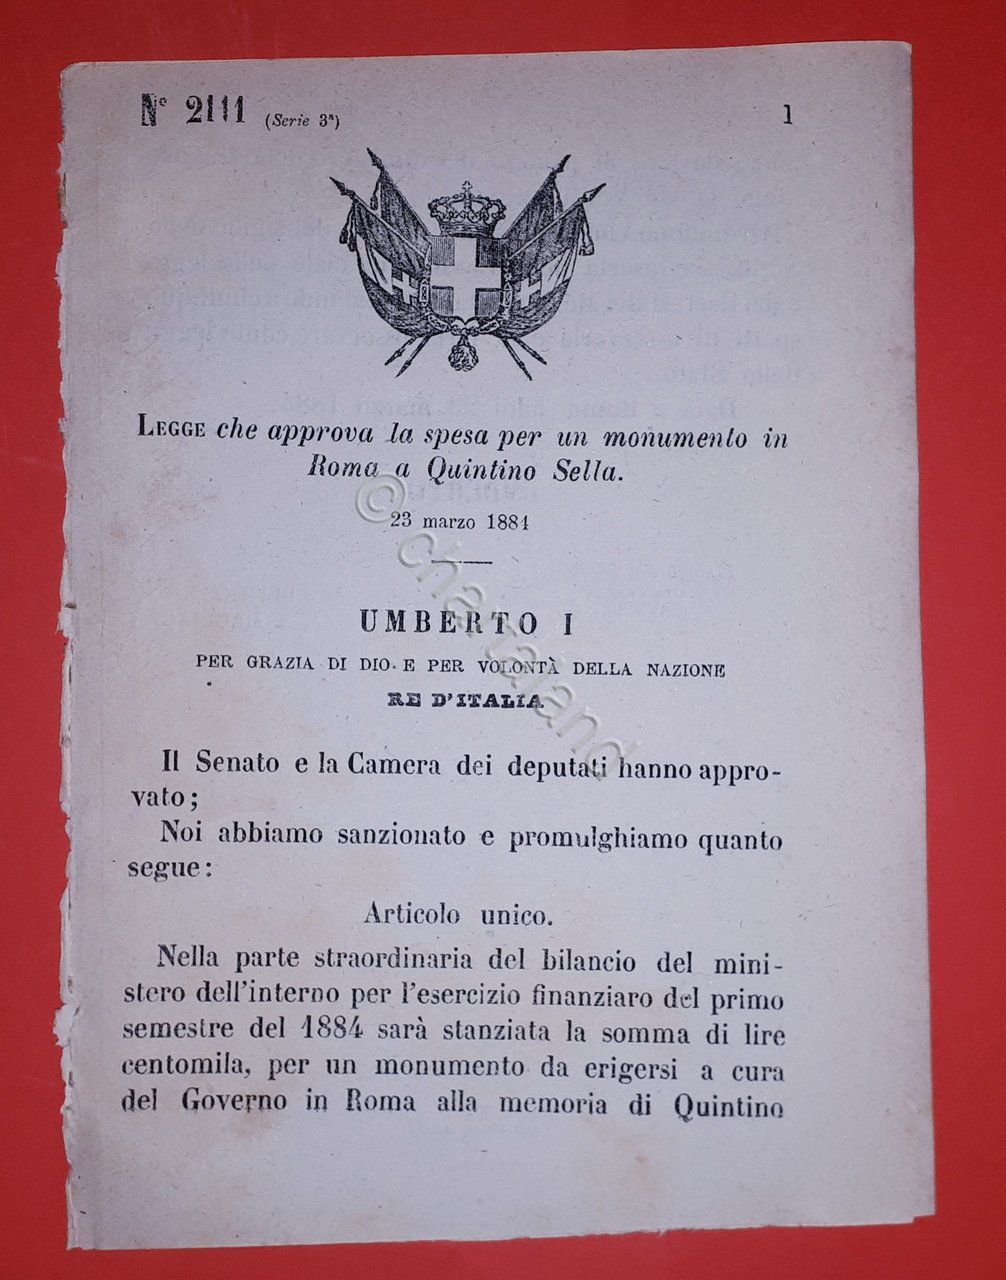 N° 2111 (Serie 3ª) 1
LEGGE che approva la spesa per un monumento in
Roma a Quintino Sella.
23 marzo 1884
UMBERTO I
PER GRAZIA DI DIO E PER VOLONTÀ DELLA NAZIONE
RE D'ITALIA
Il Senato e la Camera dei deputati hanno appro-
vato;
Noi abbiamo sanzionato e promulghiamo quanto
segue:
Articolo unico.
Nella parte straordinaria del bilancio del mini-
stero dell'interno per l'esercizio finanziaro del primo
semestre del 1884 sarà stanziata la somma di lire
centomila, per un monumento da erigersi a cura
del Governo in Roma alla memoria di Quintino
© chartaland